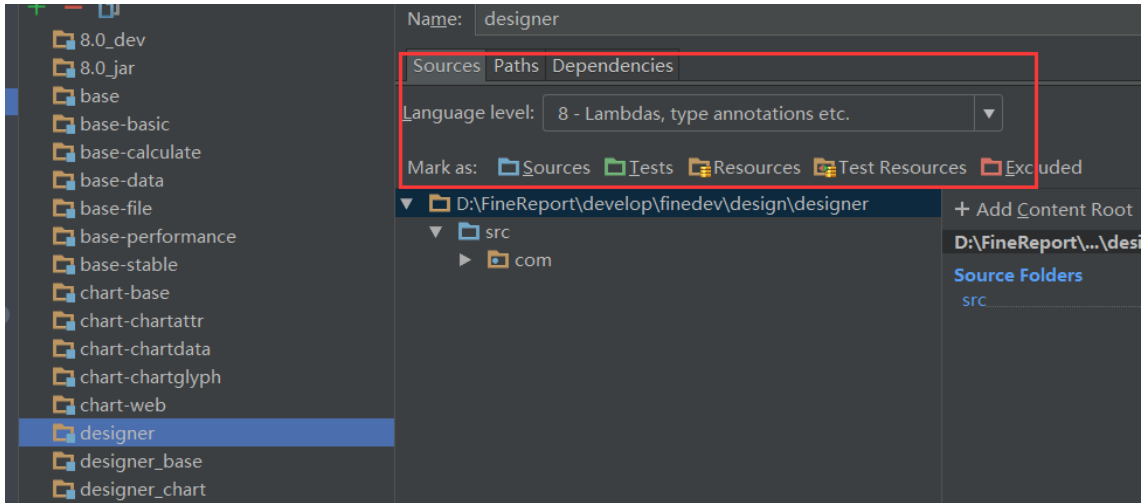 Name: designer
8.0_dev
8.0_jar
base
base-basic
base-calculate
base-data
base-file
base-performance
base-stable
chart-base
chart-chartattr
chart-chartdata
chart-chartglyph
chart-web
designer
designer_base
designer_chart
Sources Paths Dependencies
Language level: 8 - Lambdas, type annotations etc.
Mark as: Sources Tests Resources Test Resources Excluded
D:\FineReport\develop\finedev\design\designer
src
com
+ Add Content Root
D:\FineReport\...\desi
Source Folders
src